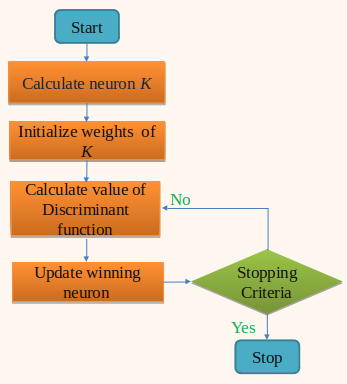 Start
Calculate neuron K
Initialize weights of
K
Calculate value of
Discriminant
function
No
Update winning
neuron
Stopping
Criteria
Yes
Stop